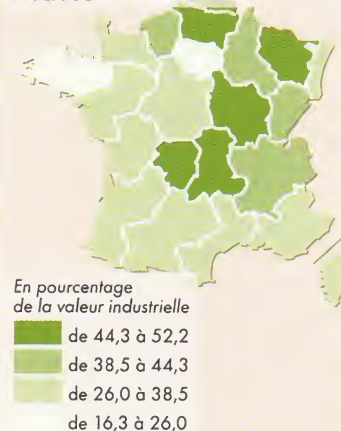 En pourcentage
de la valeur industrielle
de 44,3 à 52,2
de 38,5 à 44,3
de 26,0 à 38,5
de 16,3 à 26,0